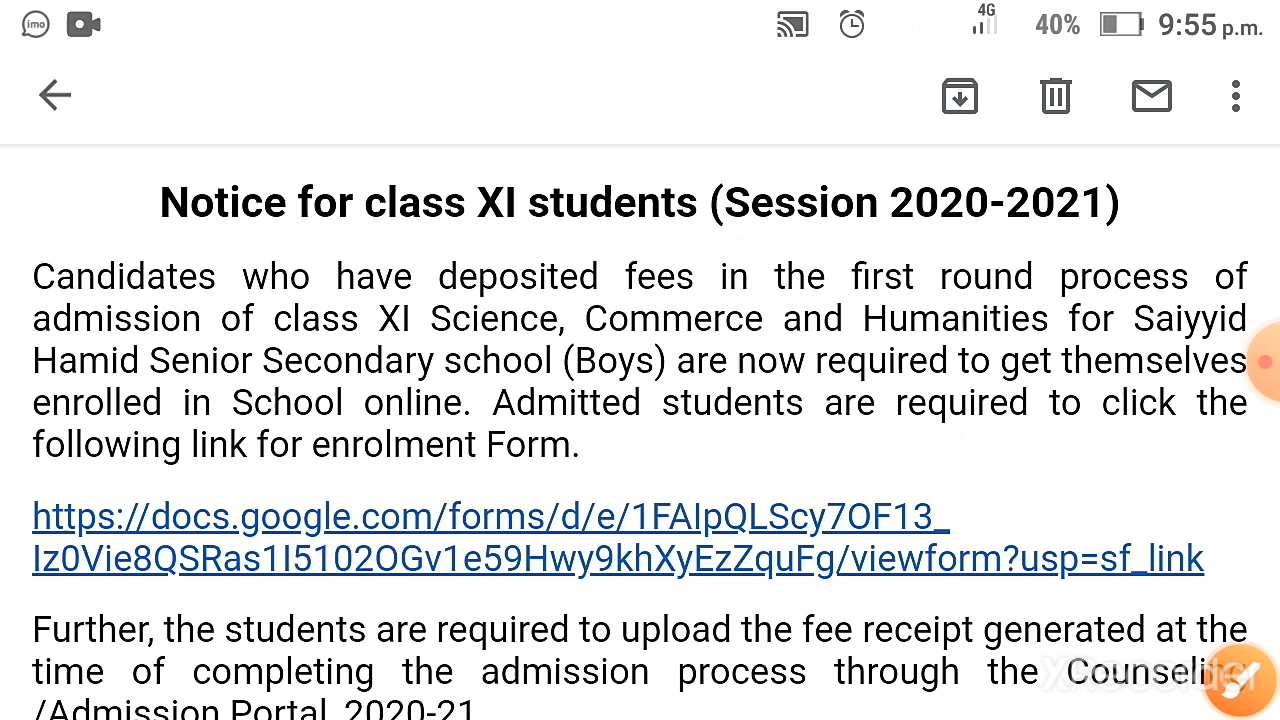 imo
4G
40%
9:55 p.m.
Notice for class XI students (Session 2020-2021)
Candidates who have deposited fees in the first round process of
admission of class XI Science, Commerce and Humanities for Saiyyid
Hamid Senior Secondary school (Boys) are now required to get themselves
enrolled in School online. Admitted students are required to click the
following link for enrolment Form.
https://docs.google.com/forms/d/e/1FAIpQLScy7OF13_
Iz0Vie8QSRas1I5102OGv1e59Hwy9khXyEzZquFg/viewform?usp=sf_link
Further, the students are required to upload the fee receipt generated at the
time of completing the admission process through the Counseling
/Admission Portal, 2020-21
XRecorder